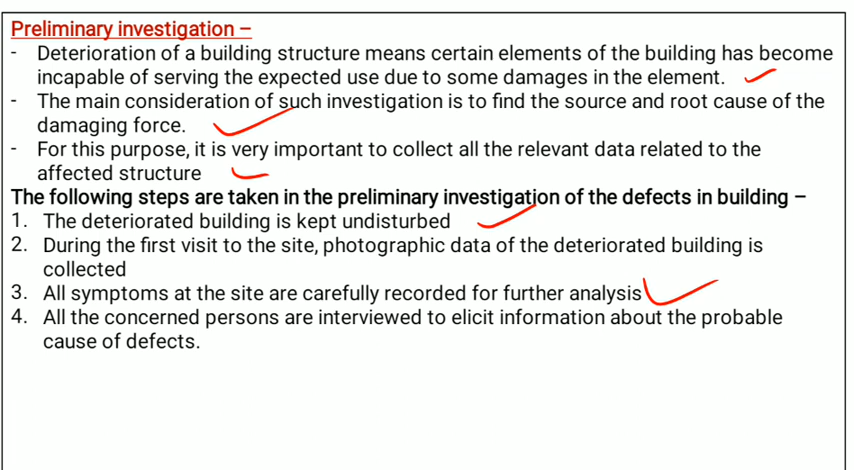 Preliminary investigation –
- Deterioration of a building structure means certain elements of the building has become
incapable of serving the expected use due to some damages in the element.
- The main consideration of such investigation is to find the source and root cause of the
damaging force.
- For this purpose, it is very important to collect all the relevant data related to the
affected structure
The following steps are taken in the preliminary investigation of the defects in building –
1. The deteriorated building is kept undisturbed
2. During the first visit to the site, photographic data of the deteriorated building is
collected
3. All symptoms at the site are carefully recorded for further analysis
4. All the concerned persons are interviewed to elicit information about the probable
cause of defects.